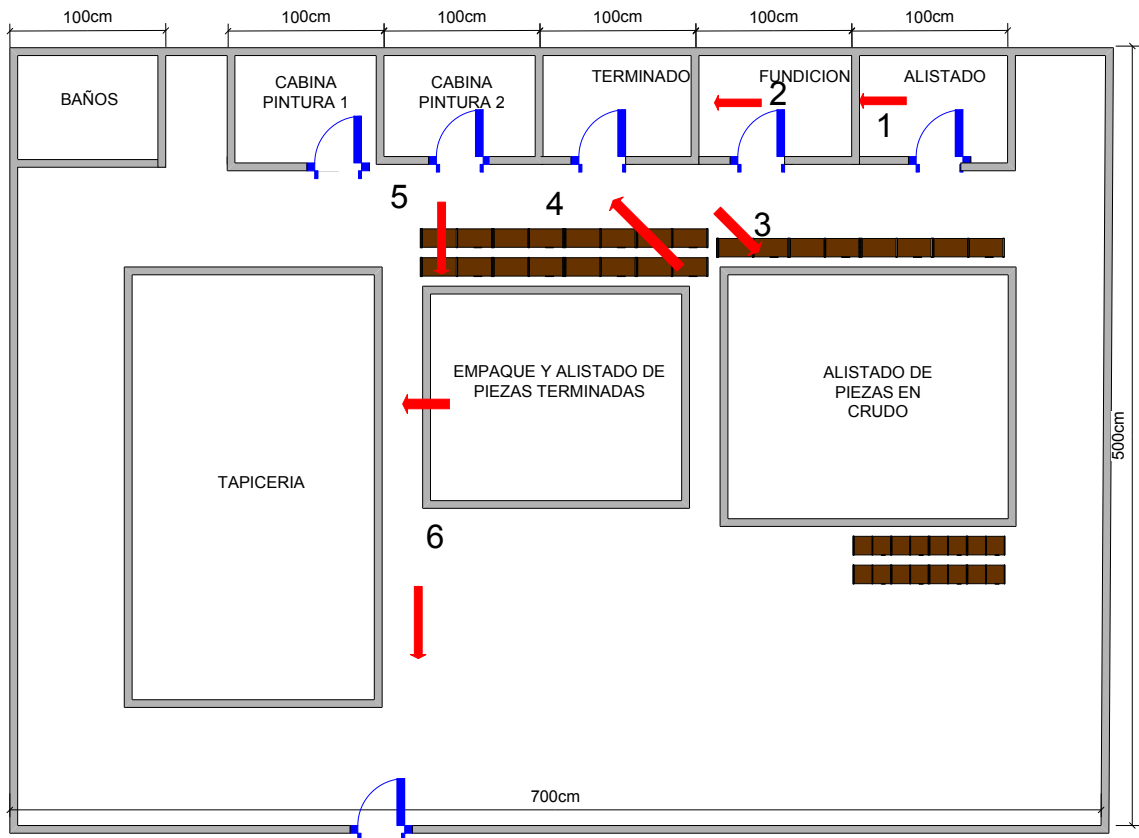 100cm
100cm
100cm
100cm
100cm
100cm
BAÑOS
CABINA
PINTURA 1
CABINA
PINTURA 2
TERMINADO
FUNDICION
ALISTADO
2
1
5
4
3
EMPAQUE Y ALISTADO DE
PIEZAS TERMINADAS
ALISTADO DE
PIEZAS EN
CRUDO
500cm
TAPICERIA
6
700cm